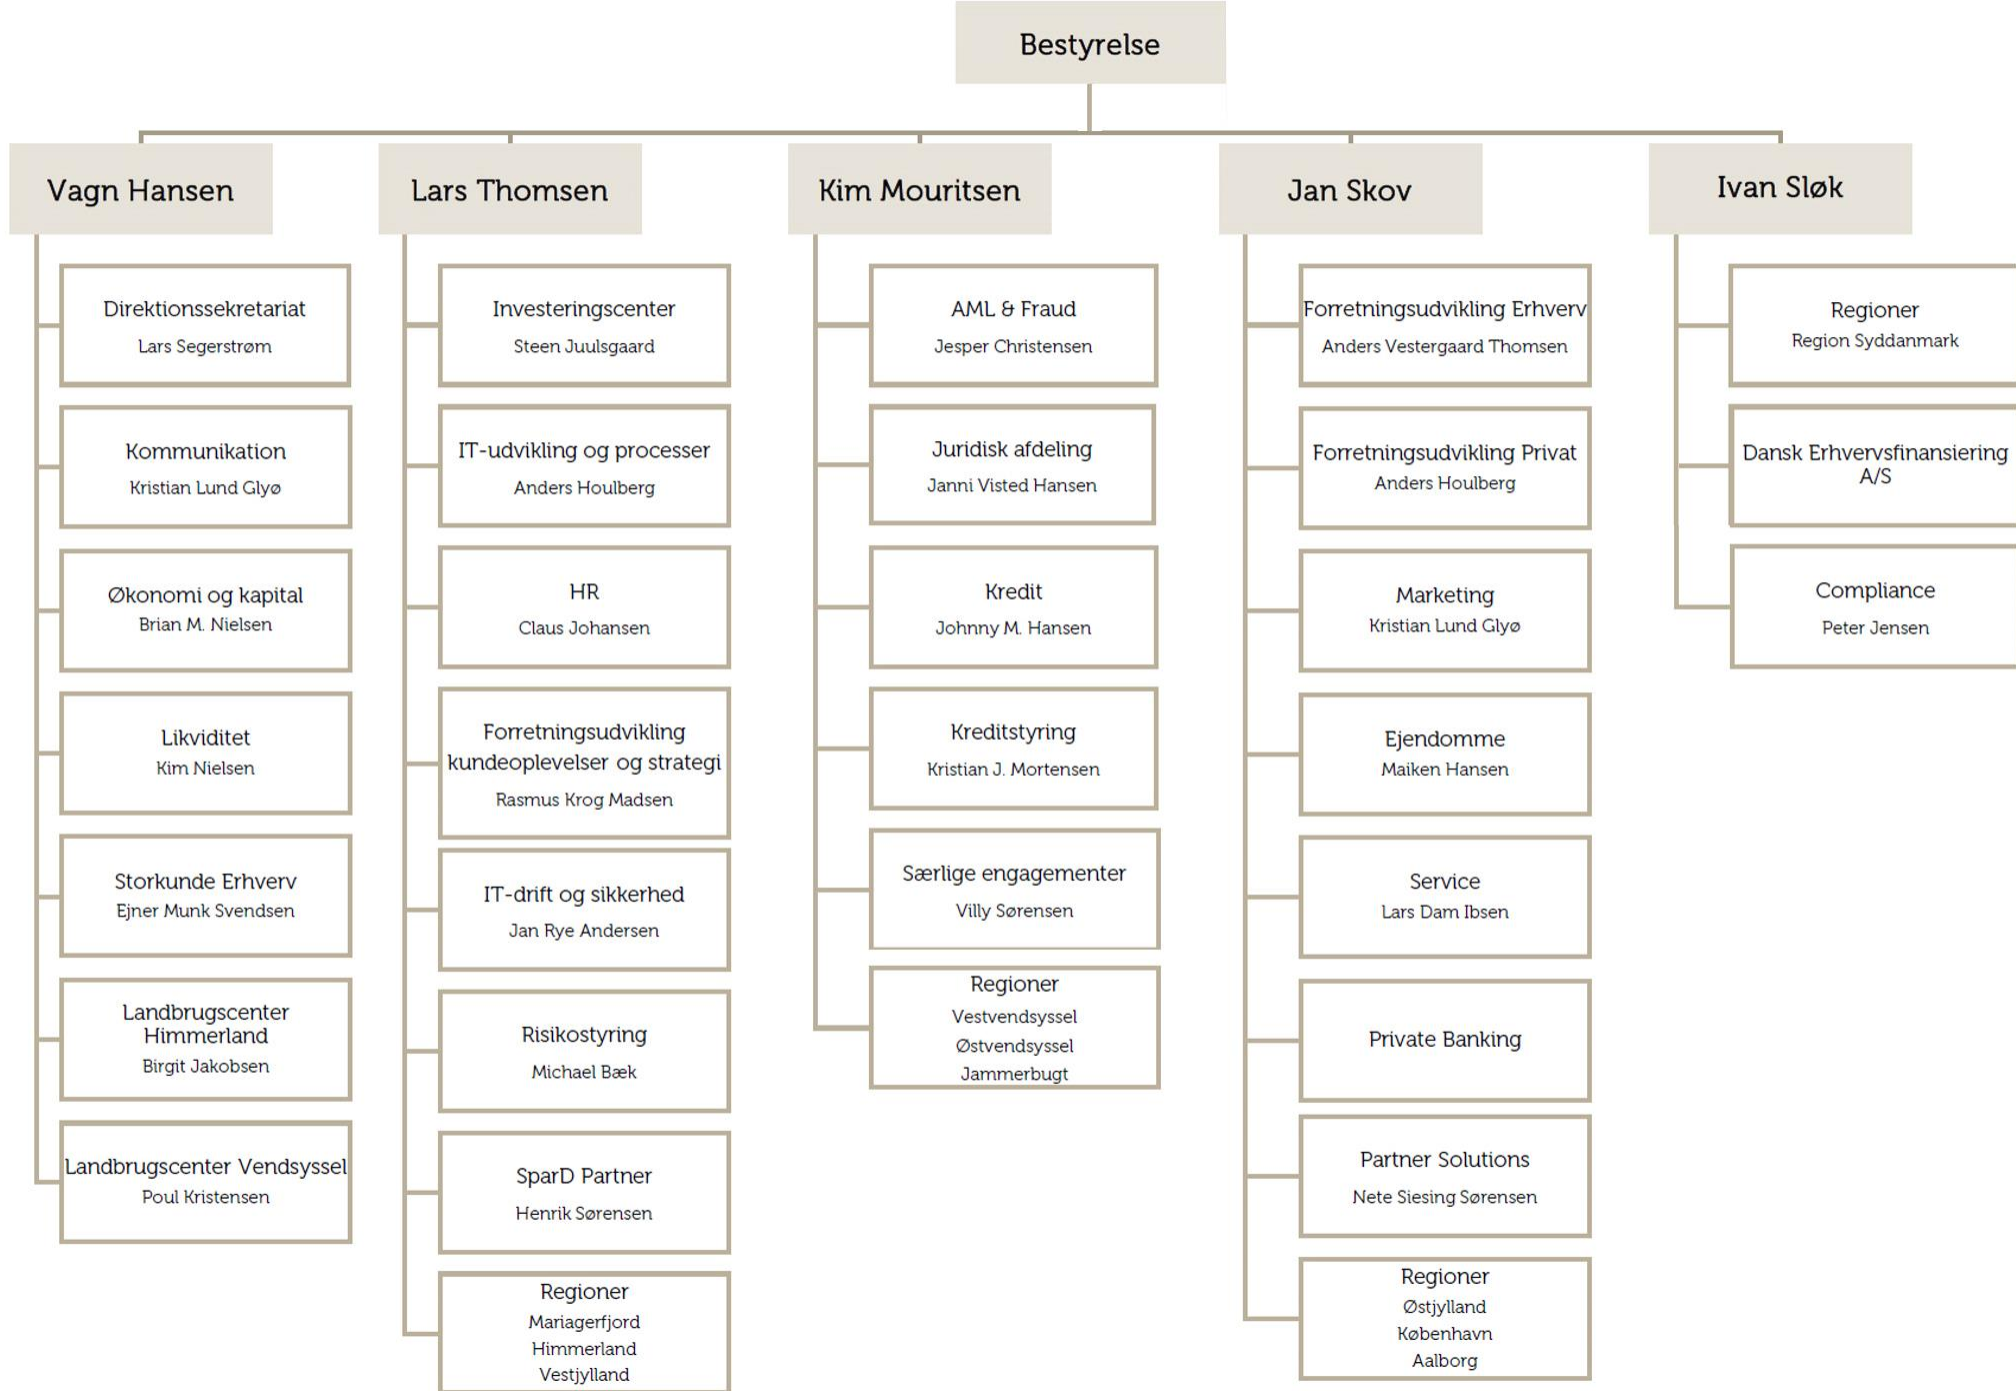 Bestyrelse
Vagn Hansen
Direktionssekretariat
Lars Segerstrøm
Kommunikation
Kristian Lund Glyø
Økonomi og kapital
Brian M. Nielsen
Likviditet
Kim Nielsen
Storkunde Erhverv
Ejner Munk Svendsen
Landbrugscenter
Himmerland
Birgit Jakobsen
Landbrugscenter Vendsyssel
Poul Kristensen
Lars Thomsen
Investeringscenter
Steen Juulsgaard
IT-udvikling og processer
Anders Houlberg
HR
Claus Johansen
Forretningsudvikling
kundeoplevelser og strategi
Rasmus Krog Madsen
IT-drift og sikkerhed
Jan Rye Andersen
Risikostyring
Michael Bæk
SparD Partner
Henrik Sørensen
Regioner
Mariagerfjord
Himmerland
Vestjylland
Kim Mouritsen
AML & Fraud
Jesper Christensen
Juridisk afdeling
Janni Visted Hansen
Kredit
Johnny M. Hansen
Kreditstyring
Kristian J. Mortensen
Særlige engagementer
Villy Sørensen
Regioner
Vestvendsyssel
Østvendsyssel
Jammerbugt
Jan Skov
Forretningsudvikling Erhverv
Anders Vestergaard Thomsen
Forretningsudvikling Privat
Anders Houlberg
Marketing
Kristian Lund Glyø
Ejendomme
Maiken Hansen
Service
Lars Dam Ibsen
Private Banking
Partner Solutions
Nete Siesing Sørensen
Regioner
Østjylland
København
Aalborg
Ivan Sløk
Regioner
Region Syddanmark
Dansk Erhvervsfinansiering
A/S
Compliance
Peter Jensen